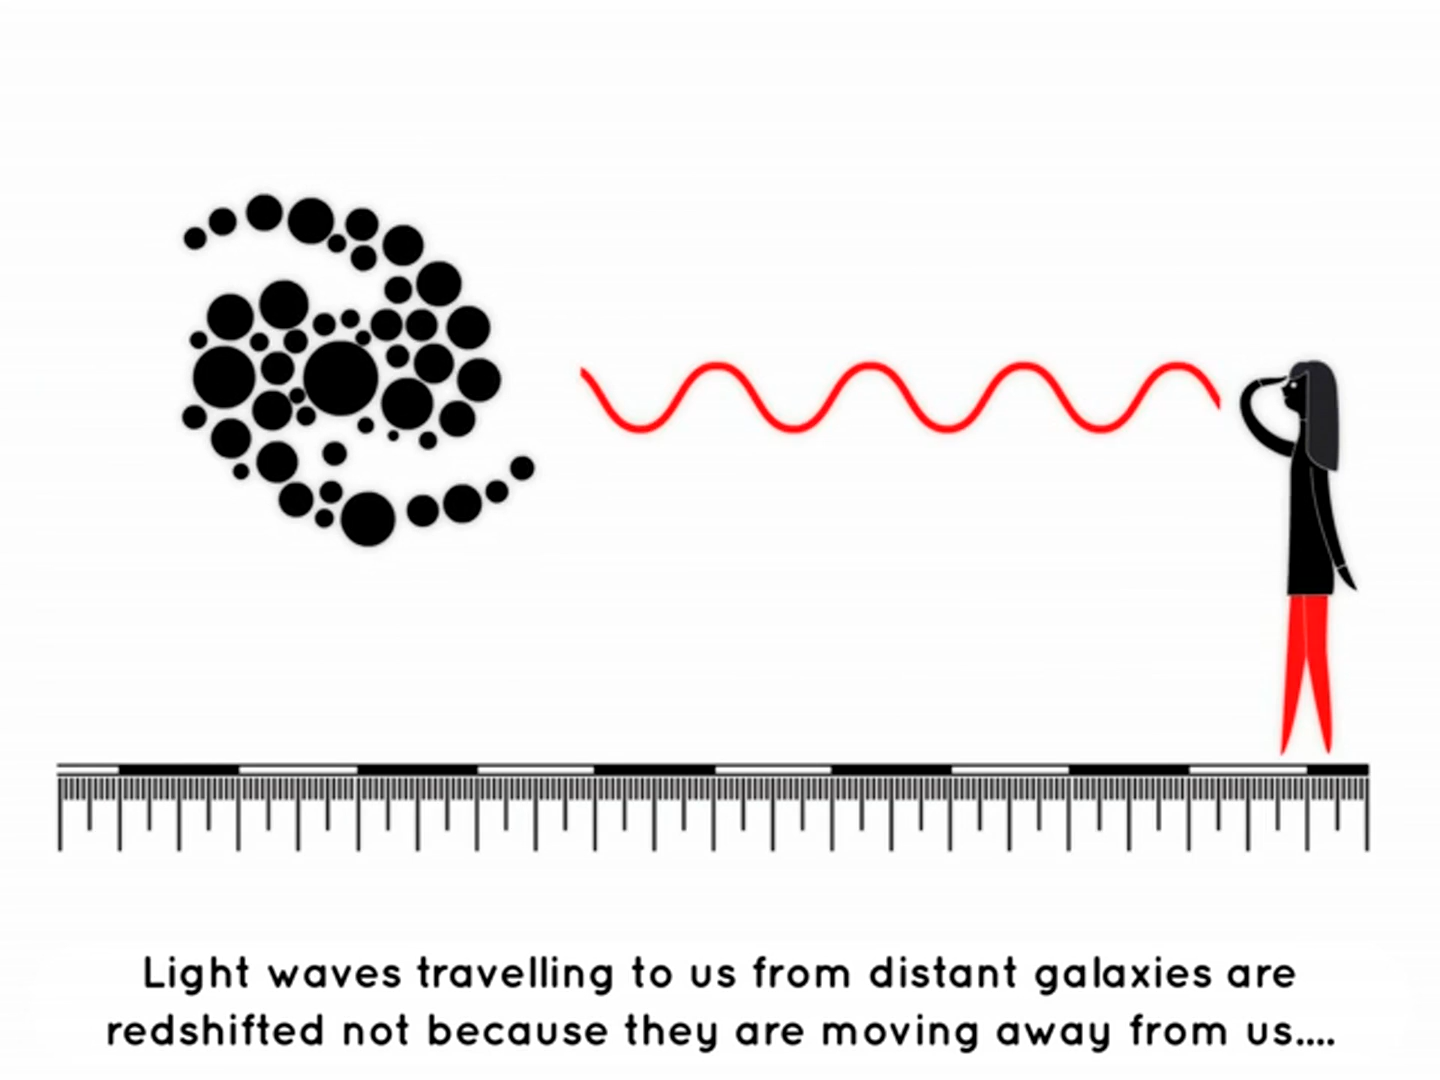 Light waves travelling to us from distant galaxies are
redshifted not because they are moving away from us....